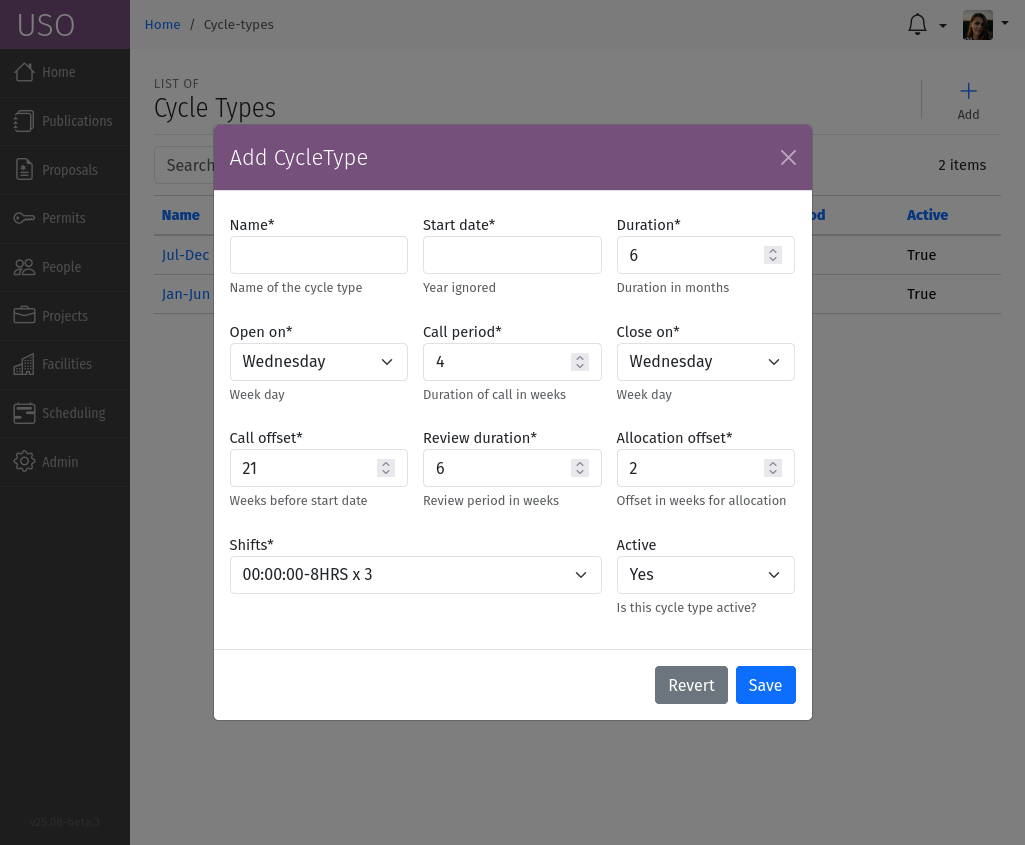 USO
Home / Cycle-types
Home
Publications
Proposals
Permits
People
Projects
Facilities
Scheduling
Admin
v25.08-beta.3
LIST OF
Cycle Types
Add
Search
2 items
Name
Active
Jul-Dec
True
Jan-Jun
True
Add CycleType
Name* Start date* Duration*
6
Name of the cycle type Year ignored Duration in months
Open on* Call period* Close on*
Wednesday 4 Wednesday
Week day Duration of call in weeks Week day
Call offset* Review duration* Allocation offset*
21 6 2
Weeks before start date Review period in weeks Offset in weeks for allocation
Shifts* Active
00:00:00-8HRS x 3 Yes
Is this cycle type active?
Revert Save